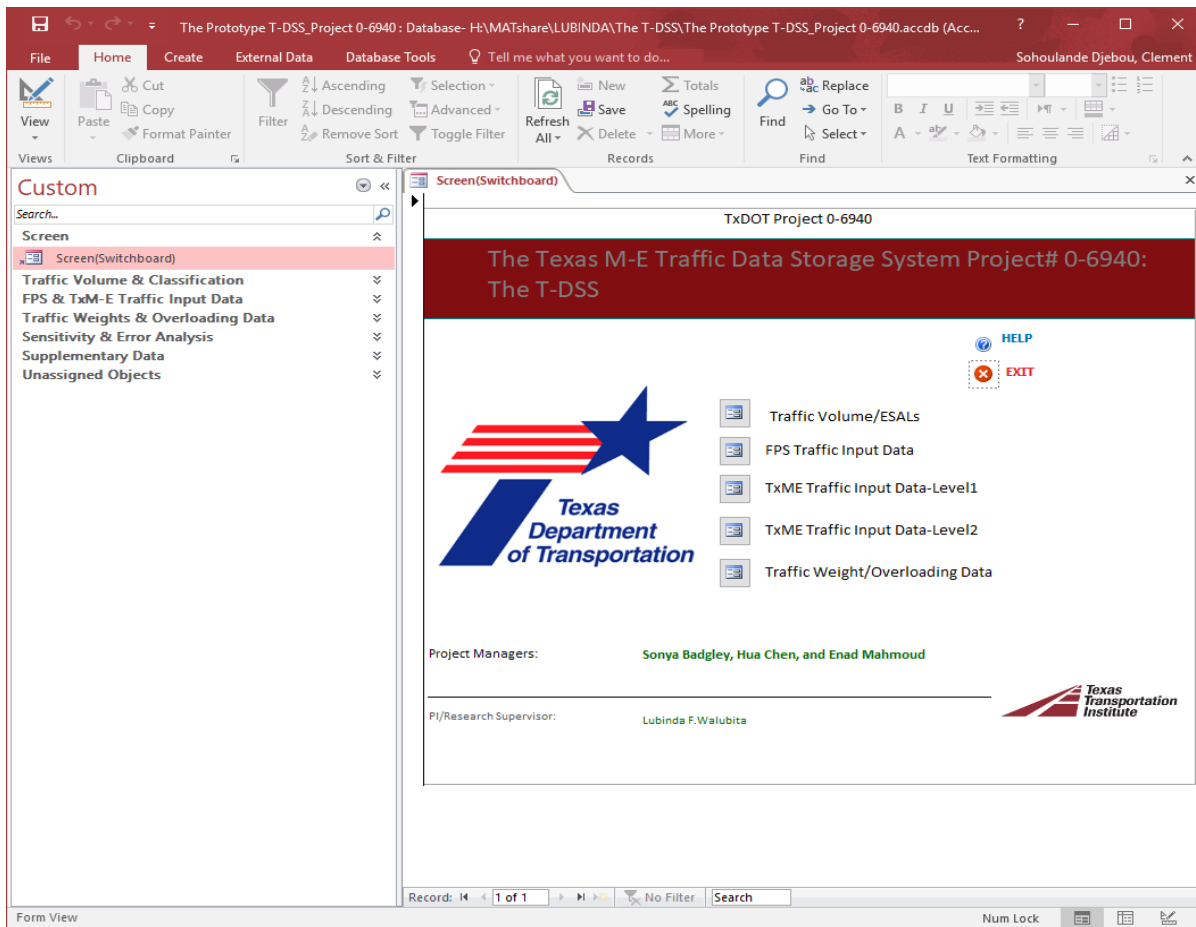 The Prototype T-DSS_Project 0-6940 : Database- H:\MATshare\LUBINDA\The T-DSS\The Prototype T-DSS_Project 0-6940.accdb (Acc...
?
File Home Create External Data Database Tools Tell me what you want to do... Sohoulande Djebou, Clement
View
Paste
Cut
Copy
Format Painter
Filter
Ascending
Descending
Remove Sort
Selection
Advanced
Toggle Filter
Refresh
All
New
Save
Delete
Totals
Spelling
More
Find
Replace
Go To
Select
B I U
A
Views Clipboard Sort & Filter Records Find Text Formatting
Custom
Search...
Screen
Screen(Switchboard)
Traffic Volume & Classification
FPS & TxM-E Traffic Input Data
Traffic Weights & Overloading Data
Sensitivity & Error Analysis
Supplementary Data
Unassigned Objects
Screen(Switchboard)
TxDOT Project 0-6940
The Texas M-E Traffic Data Storage System Project# 0-6940:
The T-DSS
HELP
EXIT
Texas
Department
of Transportation
Traffic Volume/ESALs
FPS Traffic Input Data
TxME Traffic Input Data-Level1
TxME Traffic Input Data-Level2
Traffic Weight/Overloading Data
Project Managers: Sonya Badgley, Hua Chen, and Enad Mahmoud
PI/Research Supervisor: Lubinda F.Walubita
Texas
Transportation
Institute
Record: 1 of 1 No Filter Search
Form View Num Lock